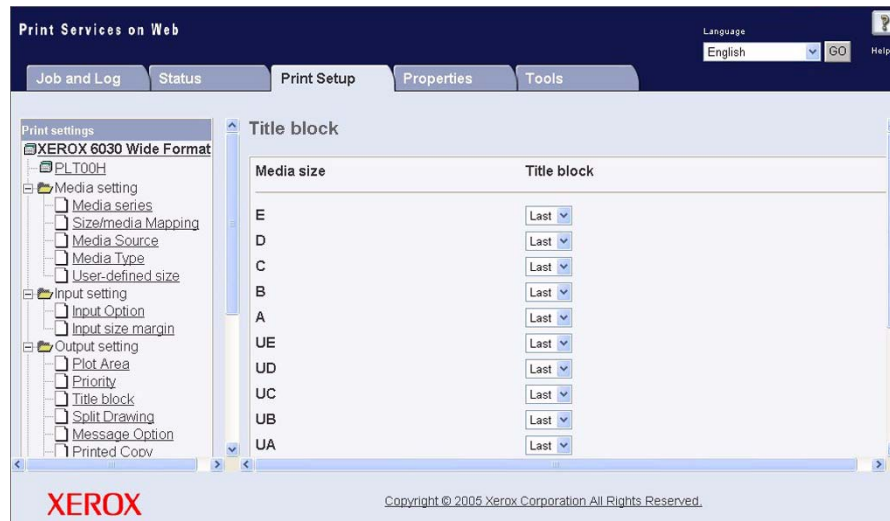 Print Services on Web
Language
English GO Help
Job and Log Status Print Setup Properties Tools
Print settings
XEROX 6030 Wide Format
PLT00H
Media setting
Media series
Size/media Mapping
Media Source
Media Type
User-defined size
Input setting
Input Option
Input size margin
Output setting
Plot Area
Priority
Title block
Split Drawing
Message Option
Printed Copy
Title block
Media size Title block
E Last
D Last
C Last
B Last
A Last
UE Last
UD Last
UC Last
UB Last
UA Last
XEROX
Copyright © 2005 Xerox Corporation All Rights Reserved.